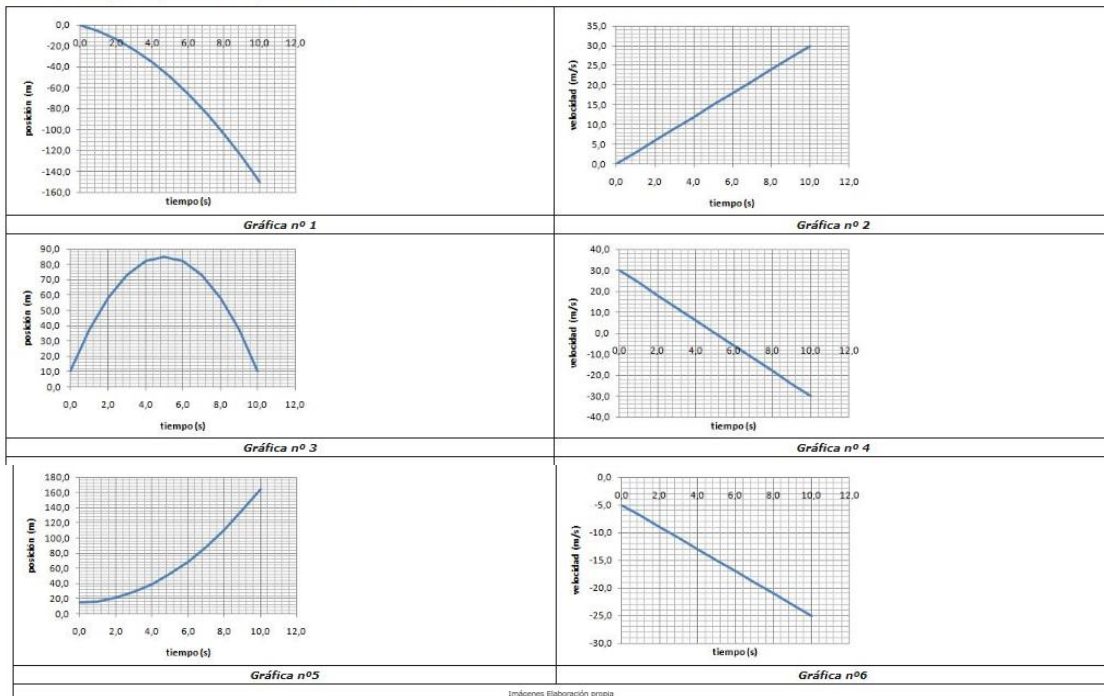 0,0
0,0 2,0 4,0 6,0 8,0 10,0 12,0
-20,0
-40,0
-60,0
-80,0
-100,0
-120,0
-140,0
-160,0
posición (m)
tiempo (s)
Gráfica nº 1
35,0
30,0
25,0
20,0
15,0
10,0
5,0
0,0
0,0 2,0 4,0 6,0 8,0 10,0 12,0
velocidad (m/s)
tiempo (s)
Gráfica nº 2
90,0
80,0
70,0
60,0
50,0
40,0
30,0
20,0
10,0
0,0
0,0 2,0 4,0 6,0 8,0 10,0 12,0
posición (m)
tiempo (s)
Gráfica nº 3
40,0
30,0
20,0
10,0
0,0
0,0 2,0 4,0 6,0 8,0 10,0 12,0
-10,0
-20,0
-30,0
-40,0
velocidad (m/s)
tiempo (s)
Gráfica nº 4
180,0
160,0
140,0
120,0
100,0
80,0
60,0
40,0
20,0
0,0
0,0 2,0 4,0 6,0 8,0 10,0 12,0
posición (m)
tiempo (s)
Gráfica nº5
0,0
0,0 2,0 4,0 6,0 8,0 10,0 12,0
-5,0
-10,0
-15,0
-20,0
-25,0
-30,0
velocidad (m/s)
tiempo (s)
Gráfica nº6
Imágenes Elaboración propia